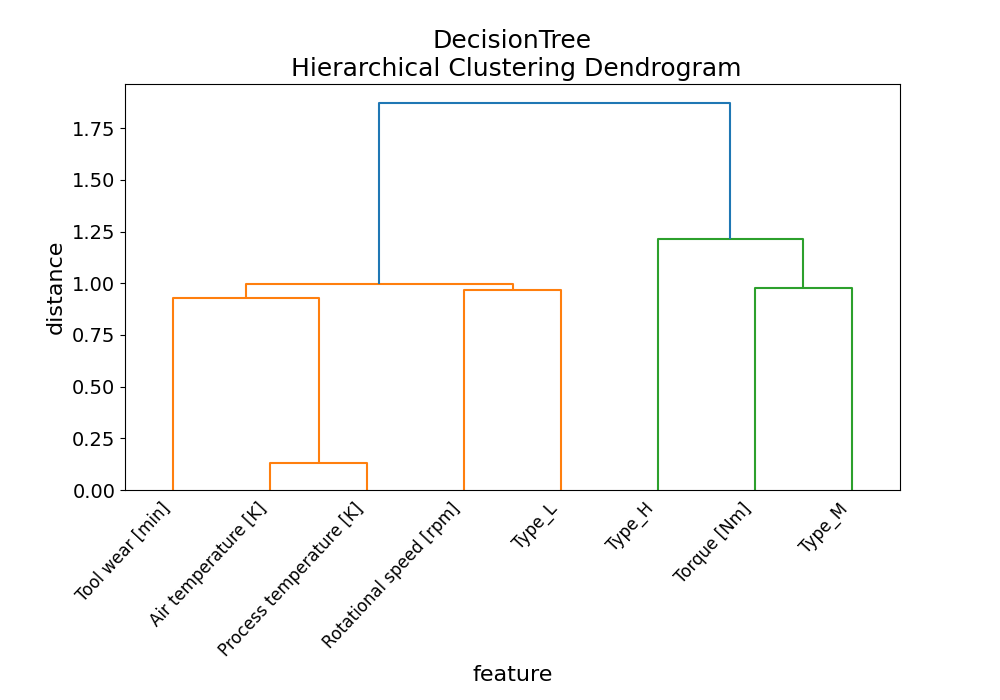 DecisionTree
Hierarchical Clustering Dendrogram
distance
1.75
1.50
1.25
1.00
0.75
0.50
0.25
0.00
Tool wear [min]
Air temperature [K]
Process temperature [K]
Rotational speed [rpm]
Type_L
Type_H
Torque [Nm]
Type_M
feature